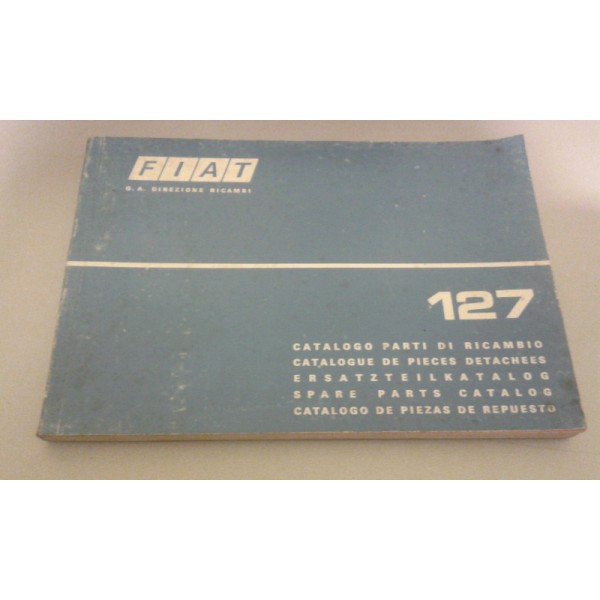 FIAT
G.A. DIREZIONE RICAMBI
127
CATALOGO PARTI DI RICAMBIO
CATALOGUE DE PIECES DETACHEES
ERSATZTEILKATALOG
SPARE PARTS CATALOG
CATALOGO DE PIEZAS DE REPUESTO